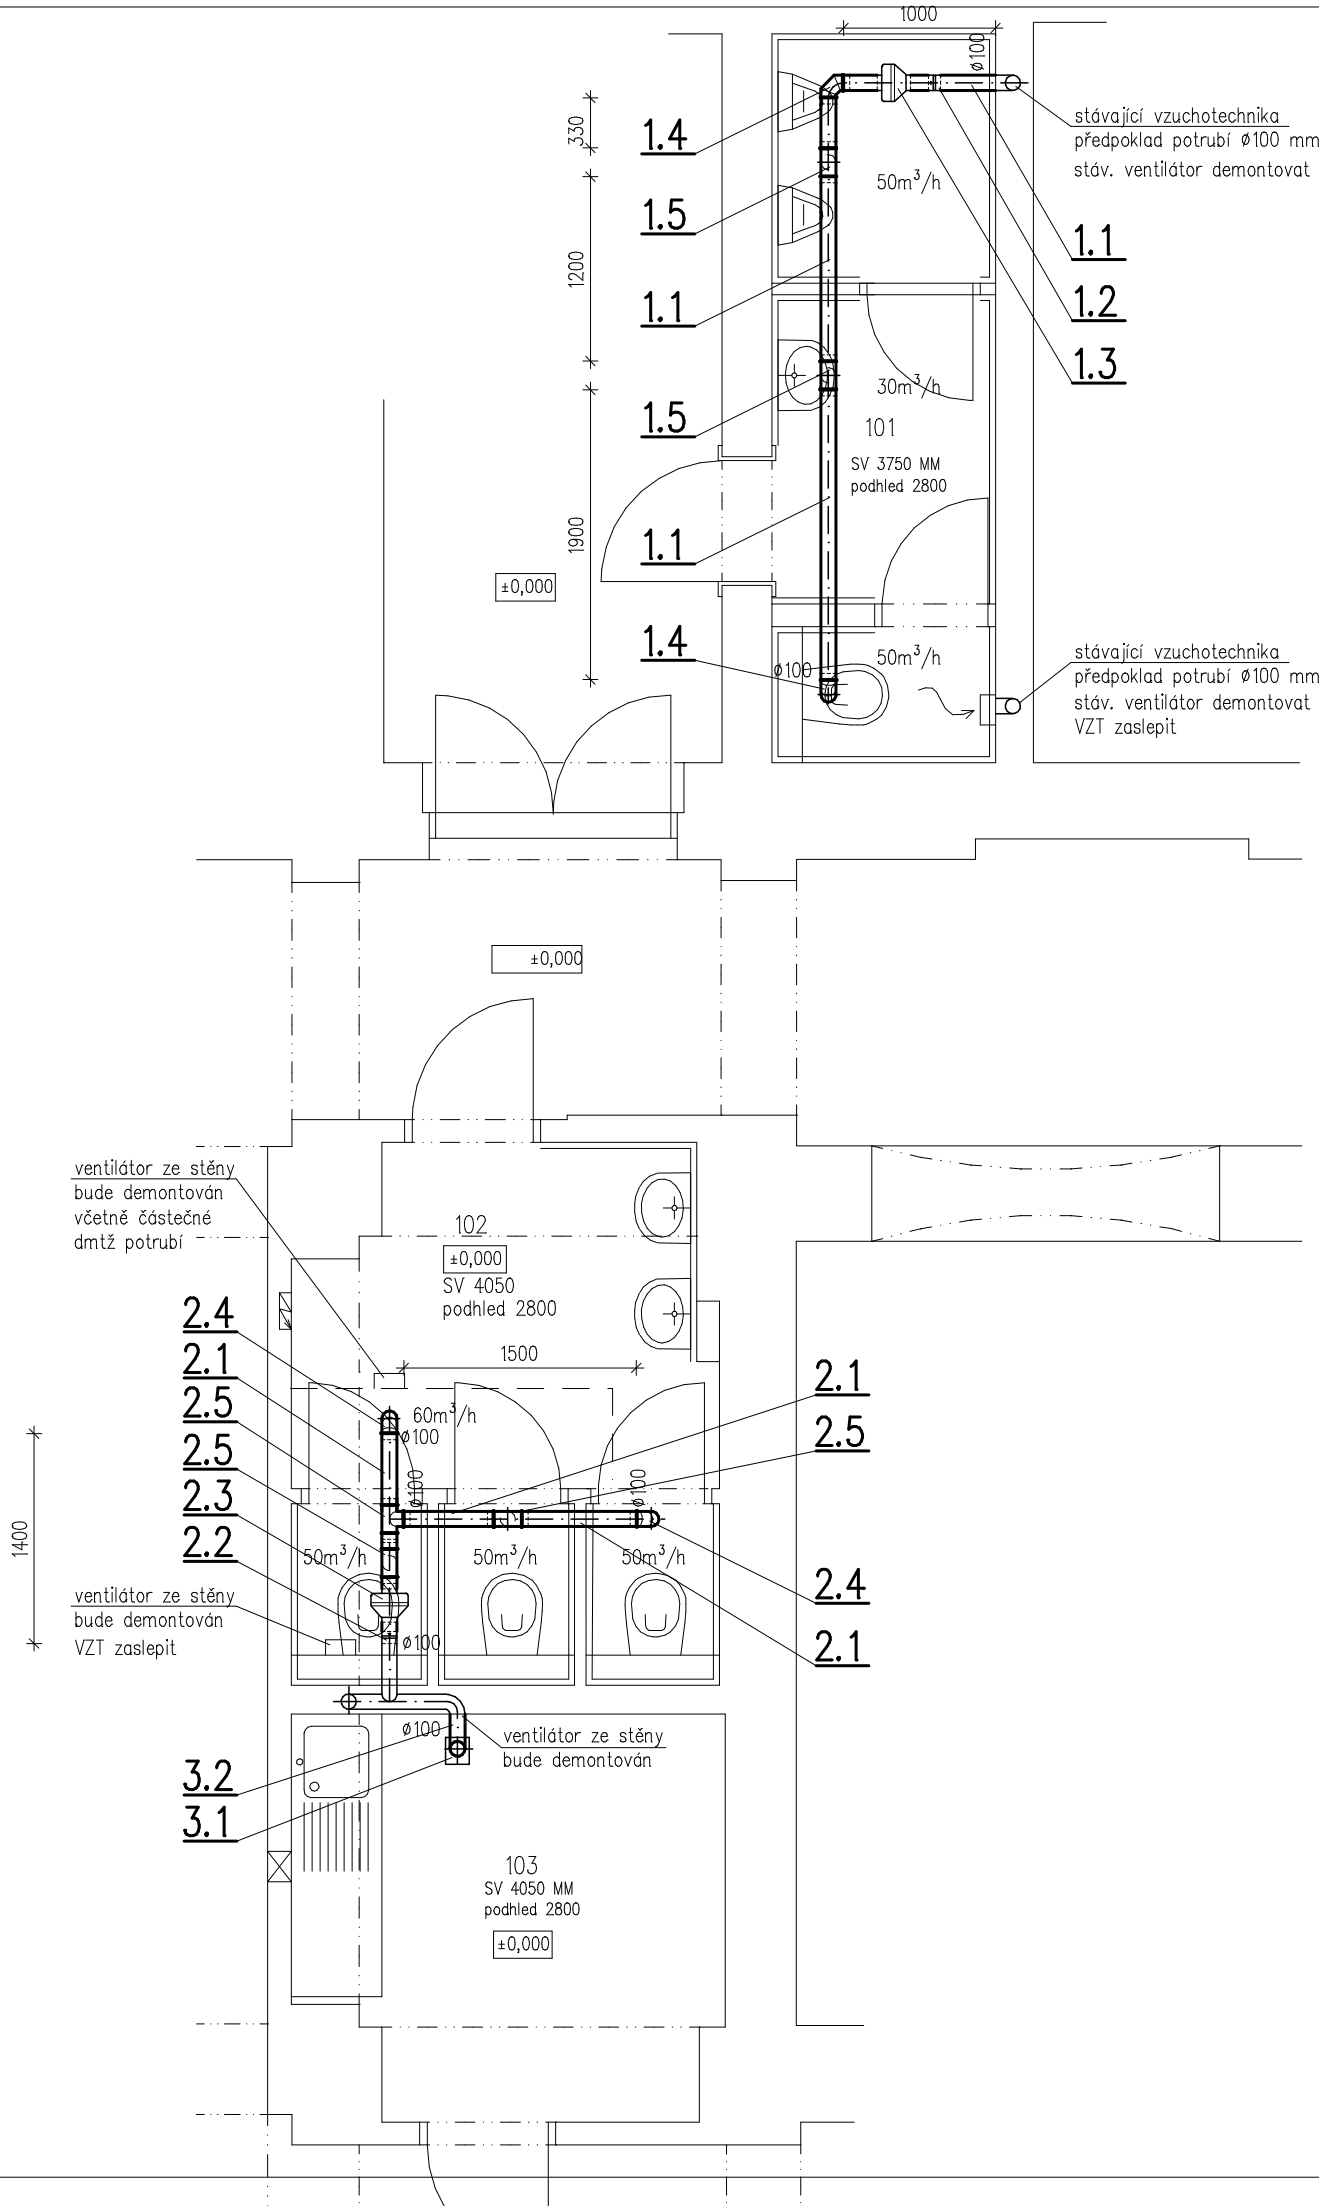 1000
ø100
stávající vzuchotechnika
předpoklad potrubí Ø100 mm
stáv. ventilátor demontovat
1.4
330
50m³/h
1.5
1.1
1200
1.1
1.2
1.3
30m³/h
1.5
101
SV 3750 MM
podhled 2800
1.1
1900
±0,000
1.4
ø100
50m³/h
stávající vzuchotechnika
předpoklad potrubí Ø100 mm
stáv. ventilátor demontovat
VZT zaslepit
±0,000
ventilátor ze stěny
bude demontován
včetně částečné
dmtž potrubí
102
±0,000
SV 4050
podhled 2800
2.4
2.1
2.5
2.5
2.3
2.2
1500
2.1
2.5
60m³/h
ø100
ø100
ø100
1400
50m³/h
50m³/h
50m³/h
2.4
2.1
ventilátor ze stěny
bude demontován
VZT zaslepit
ø100
ø100
ventilátor ze stěny
bude demontován
3.2
3.1
103
SV 4050 MM
podhled 2800
±0,000